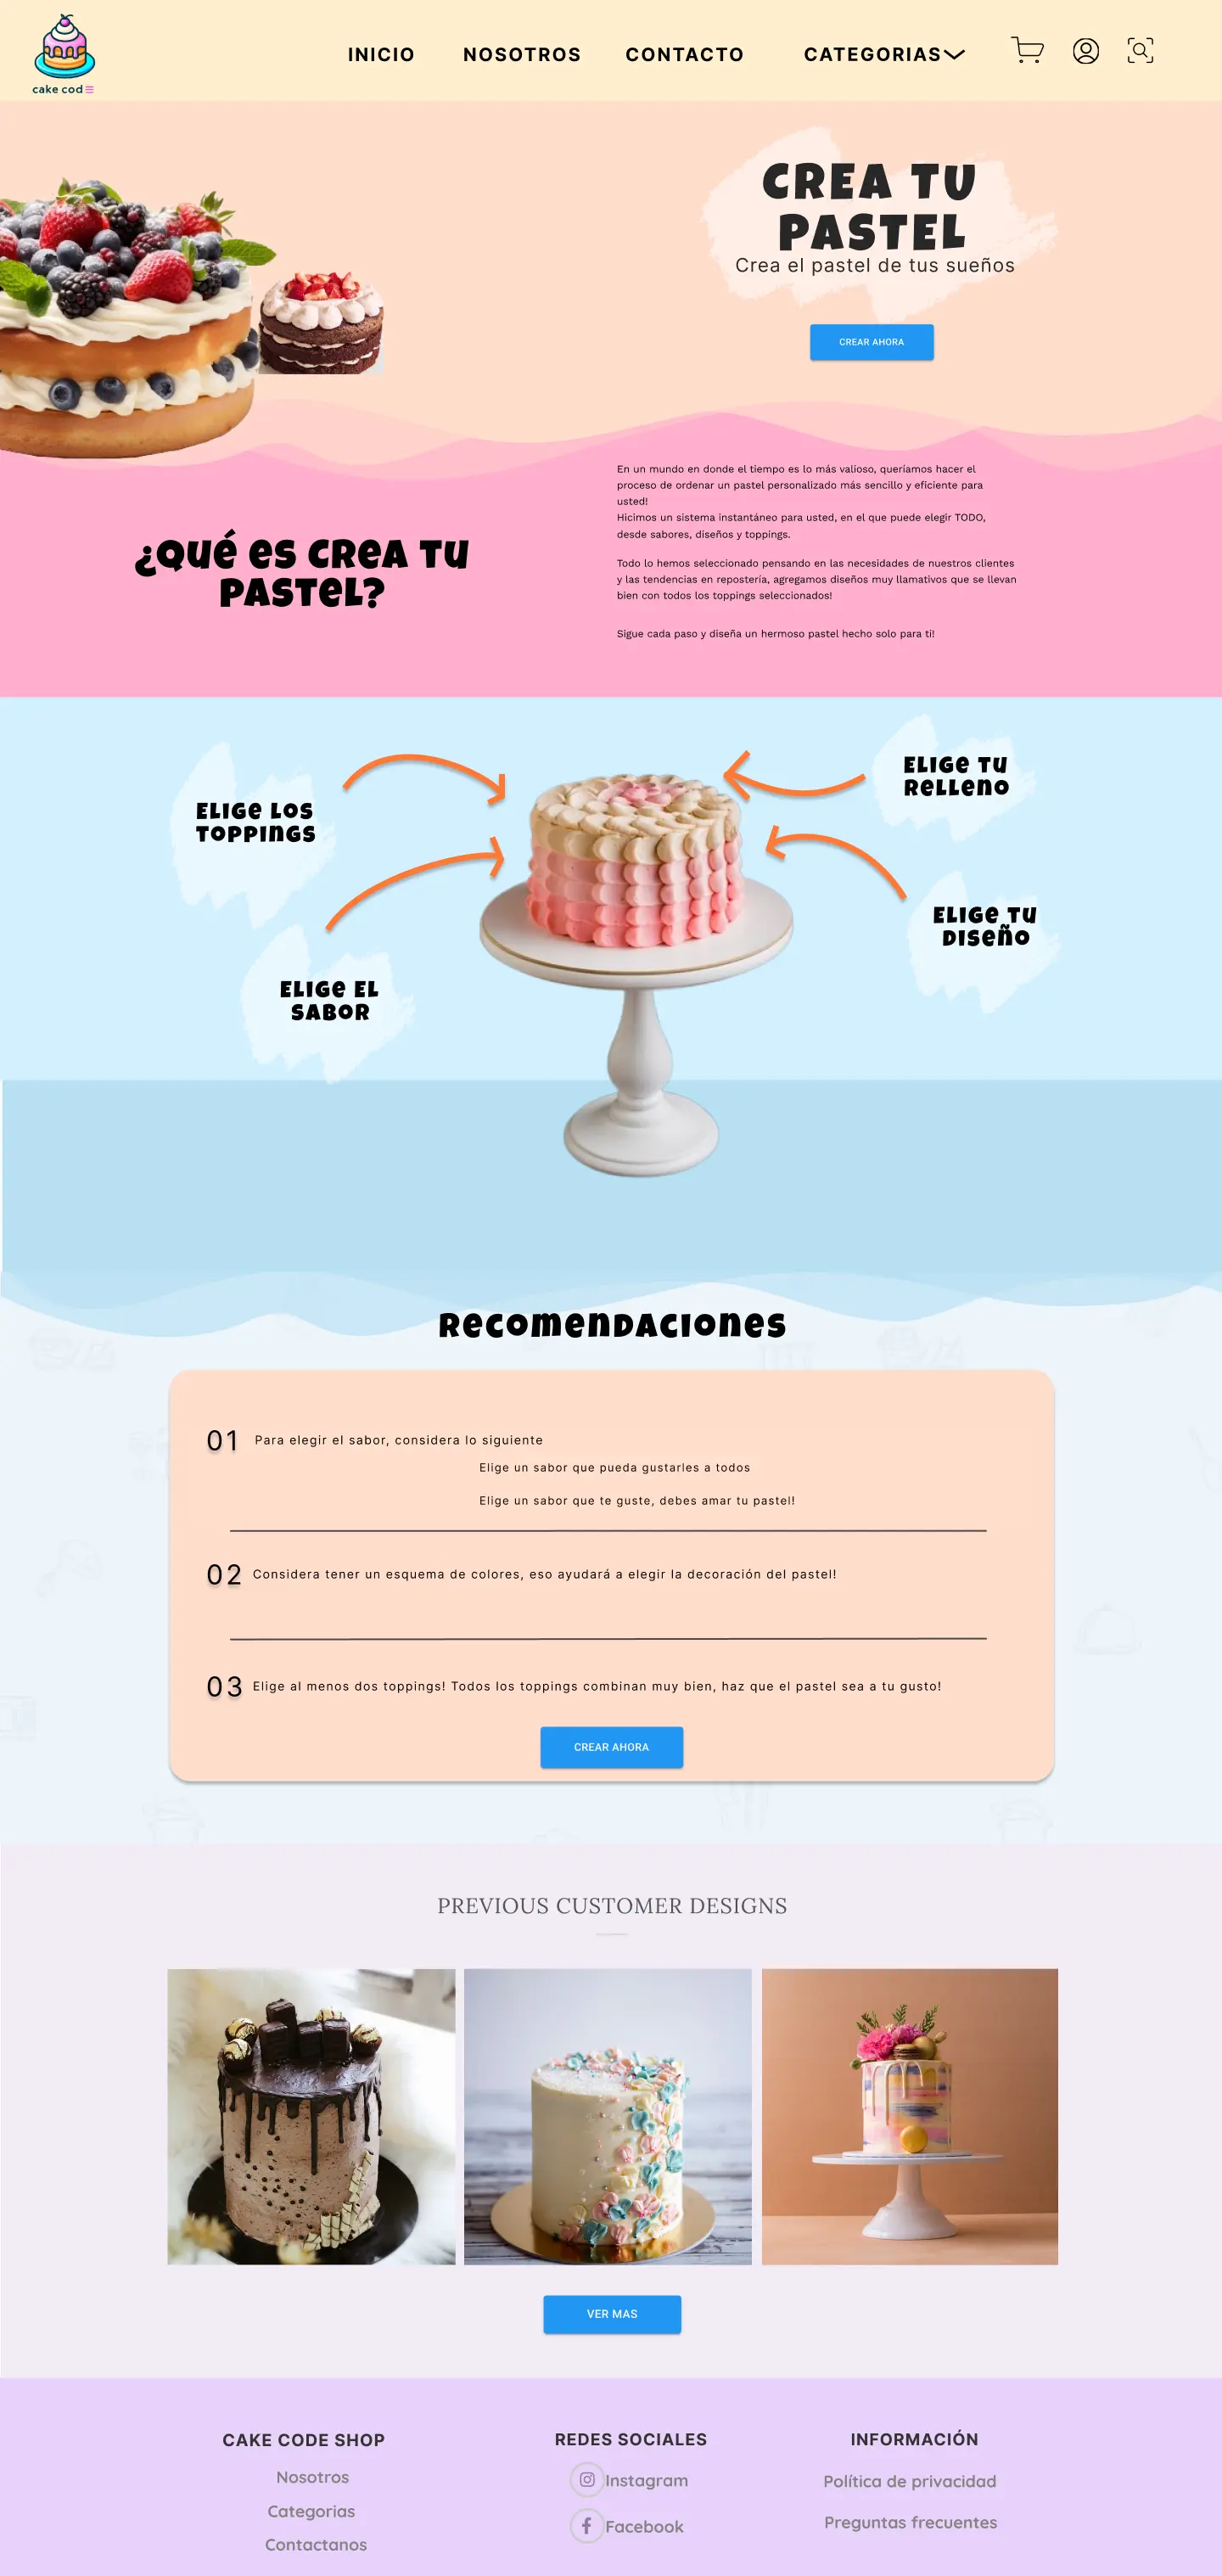 cake cod
INICIO
NOSOTROS
CONTACTO
CATEGORIAS
CREA TU
PASTEL
Crea el pastel de tus sueños
CREAR AHORA
En un mundo en donde el tiempo es lo más valioso, queríamos hacer el
proceso de ordenar un pastel personalizado más sencillo y eficiente para
usted!
Hicimos un sistema instantáneo para usted, en el que puede elegir TODO,
desde sabores, diseños y toppings.
¿Qué es crea tu
pastel?
Todo lo hemos seleccionado pensando en las necesidades de nuestros clientes
y las tendencias en repostería, agregamos diseños muy llamativos que se llevan
bien con todos los toppings seleccionados!
Sigue cada paso y diseña un hermoso pastel hecho solo para ti!
Elige los
toppings
Elige tu
relleno
Elige tu
diseño
Elige el
sabor
Recomendaciones
01 Para elegir el sabor, considera lo siguiente
Elige un sabor que pueda gustarles a todos
Elige un sabor que te guste, debes amar tu pastel!
02 Considera tener un esquema de colores, eso ayudará a elegir la decoración del pastel!
03 Elige al menos dos toppings! Todos los toppings combinan muy bien, haz que el pastel sea a tu gusto!
CREAR AHORA
PREVIOUS CUSTOMER DESIGNS
VER MAS
CAKE CODE SHOP
Nosotros
Categorias
Contactanos
REDES SOCIALES
Instagram
Facebook
INFORMACIÓN
Política de privacidad
Preguntas frecuentes